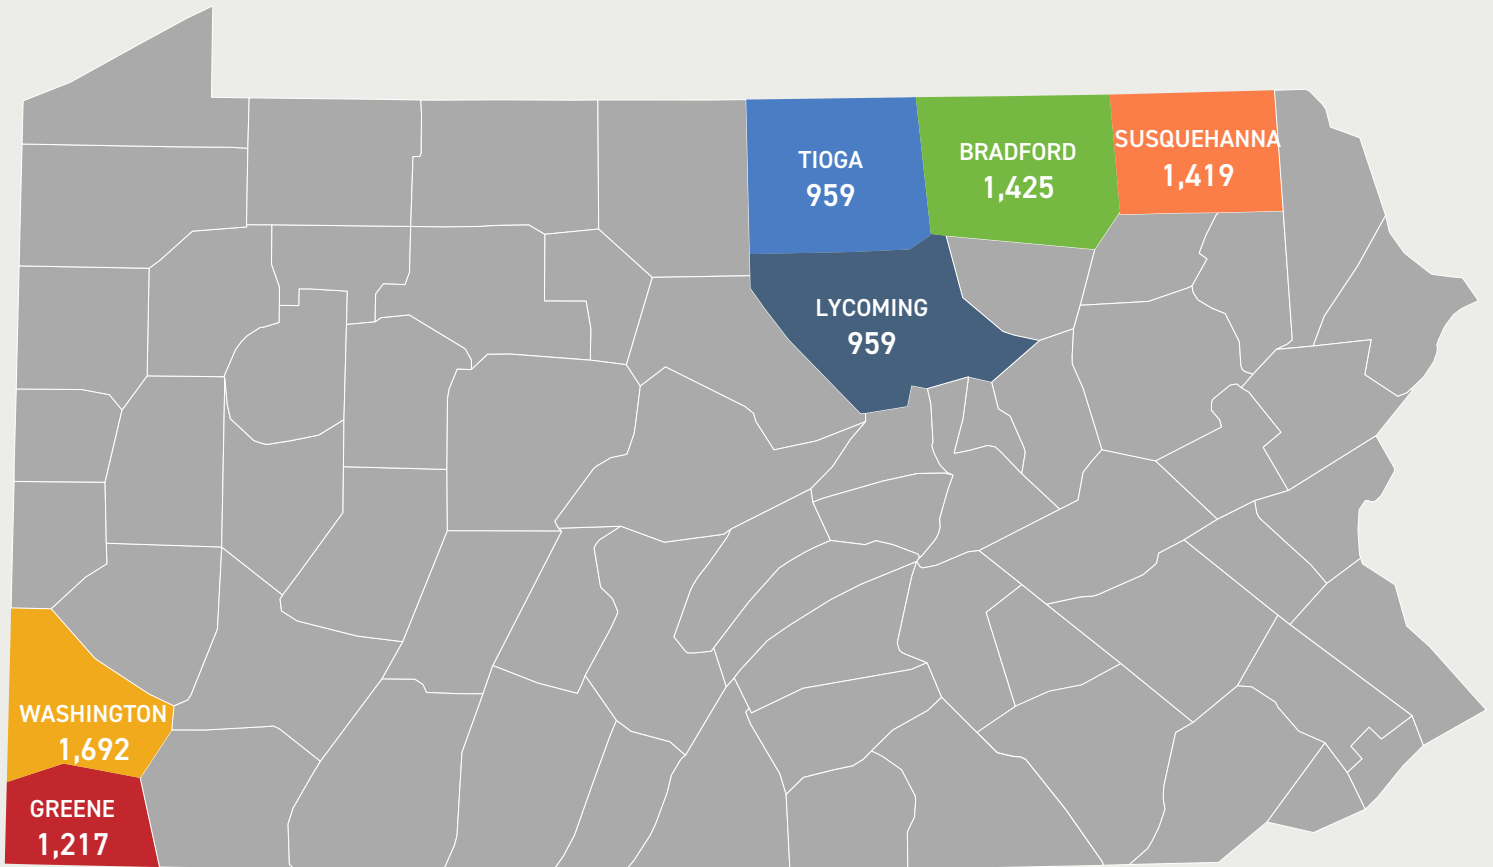 TIOGA
959
BRADFORD
1,425
SUSQUEHANNA
1,419
LYCOMING
959
WASHINGTON
1,692
GREENE
1,217